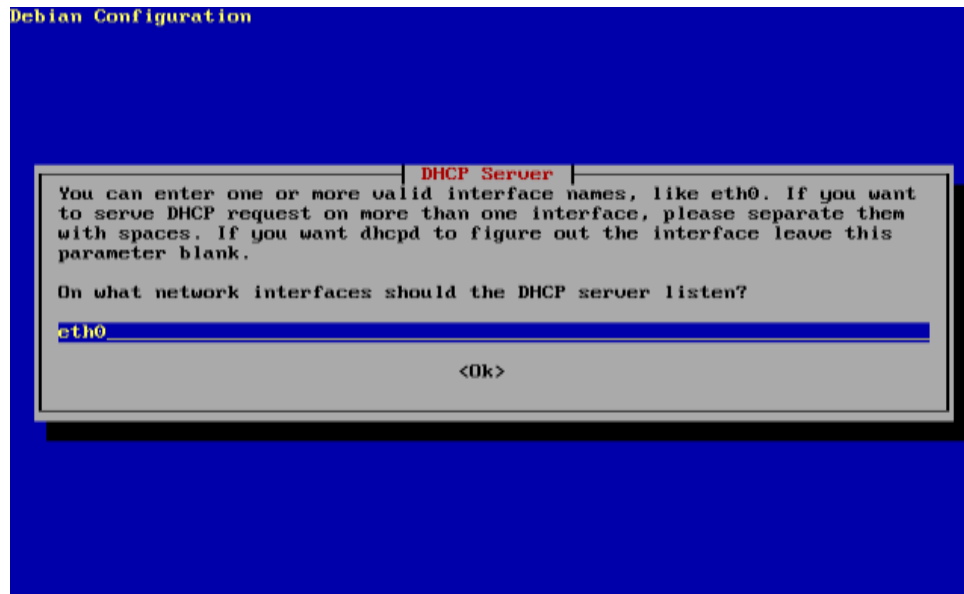 Debian Configuration
DHCP Server
You can enter one or more valid interface names, like eth0. If you want
to serve DHCP request on more than one interface, please separate them
with spaces. If you want dhcpd to figure out the interface leave this
parameter blank.
On what network interfaces should the DHCP server listen?
eth0
<Ok>